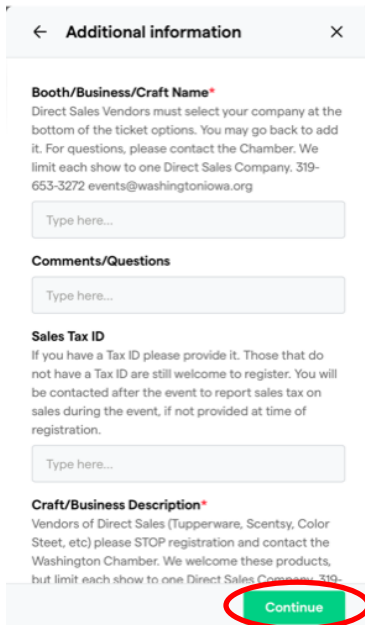 ← Additional information ×
Booth/Business/Craft Name*
Direct Sales Vendors must select your company at the
bottom of the ticket options. You may go back to add
it. For questions, please contact the Chamber. We
limit each show to one Direct Sales Company. 319-
653-3272 events@washingtoniowa.org
Type here...
Comments/Questions
Type here...
Sales Tax ID
If you have a Tax ID please provide it. Those that do
not have a Tax ID are still welcome to register. You will
be contacted after the event to report sales tax on
sales during the event, if not provided at time of
registration.
Type here...
Craft/Business Description*
Vendors of Direct Sales (Tupperware, Scentsy, Color
Steet, etc) please STOP registration and contact the
Washington Chamber. We welcome these products,
but limit each show to one Direct Sales Company. 319-
Continue